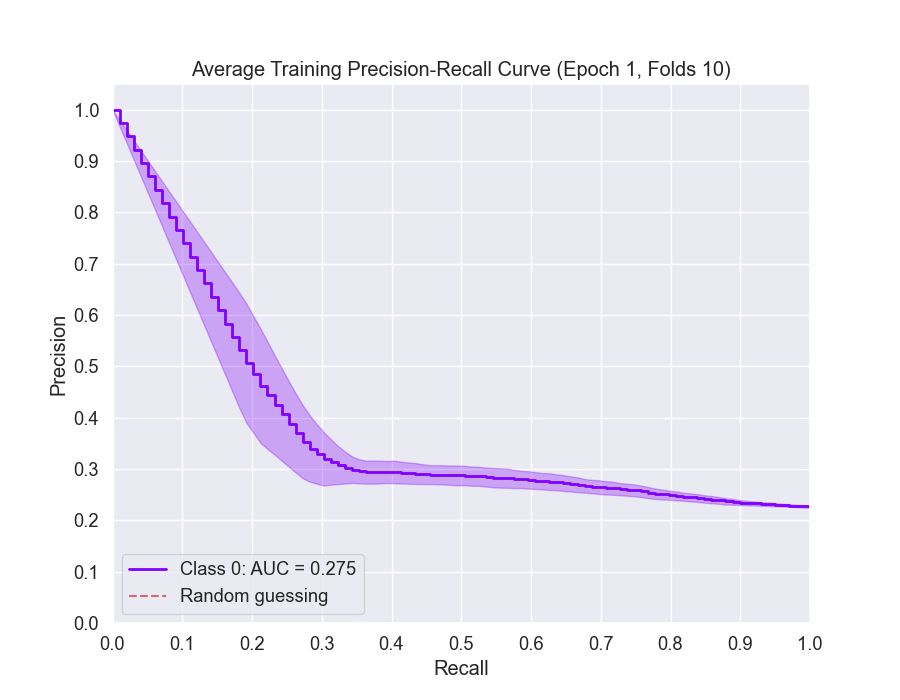 Average Training Precision-Recall Curve (Epoch 1, Folds 10)
1.0
0.9
0.8
0.7
0.6
0.5
0.4
0.3
0.2
0.1
0.0
Precision
Class 0: AUC = 0.275
Random guessing
0.0 0.1 0.2 0.3 0.4 0.5 0.6 0.7 0.8 0.9 1.0
Recall